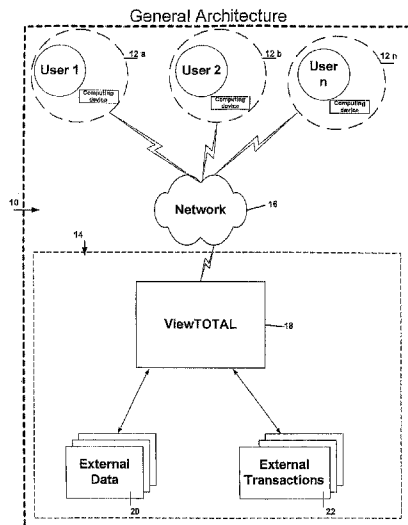 General Architecture
12 a
12 b
12 n
User 1
User 2
User
n
Computing
device
Computing
device
Computing
device
10
Network
16
14
ViewTOTAL
18
External
Data
External
Transactions
20
22